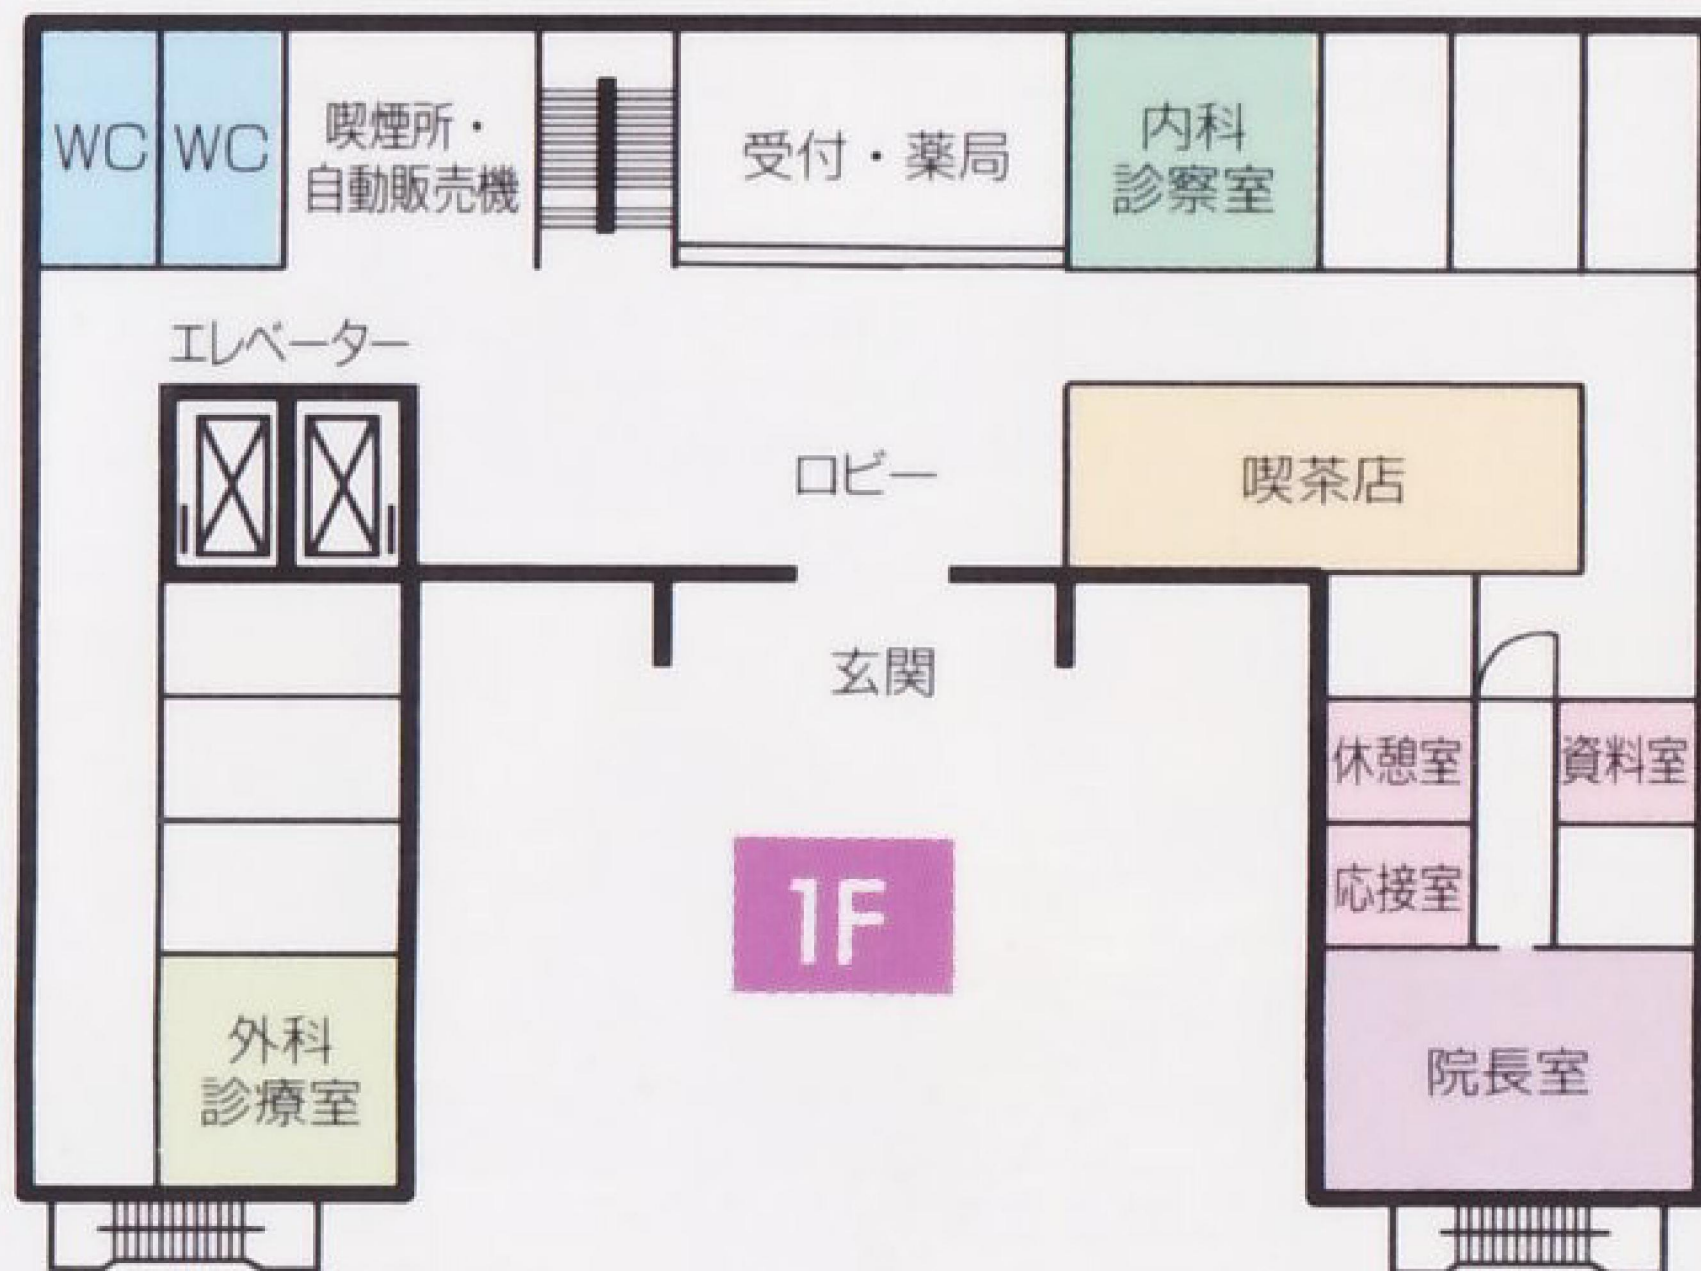 WC
WC
喫煙所・
自動販売機
受付・薬局
内科
診察室
エレベーター
ロビー
喫茶店
玄関
休憩室
資料室
応接室
1F
外科
診療室
院長室